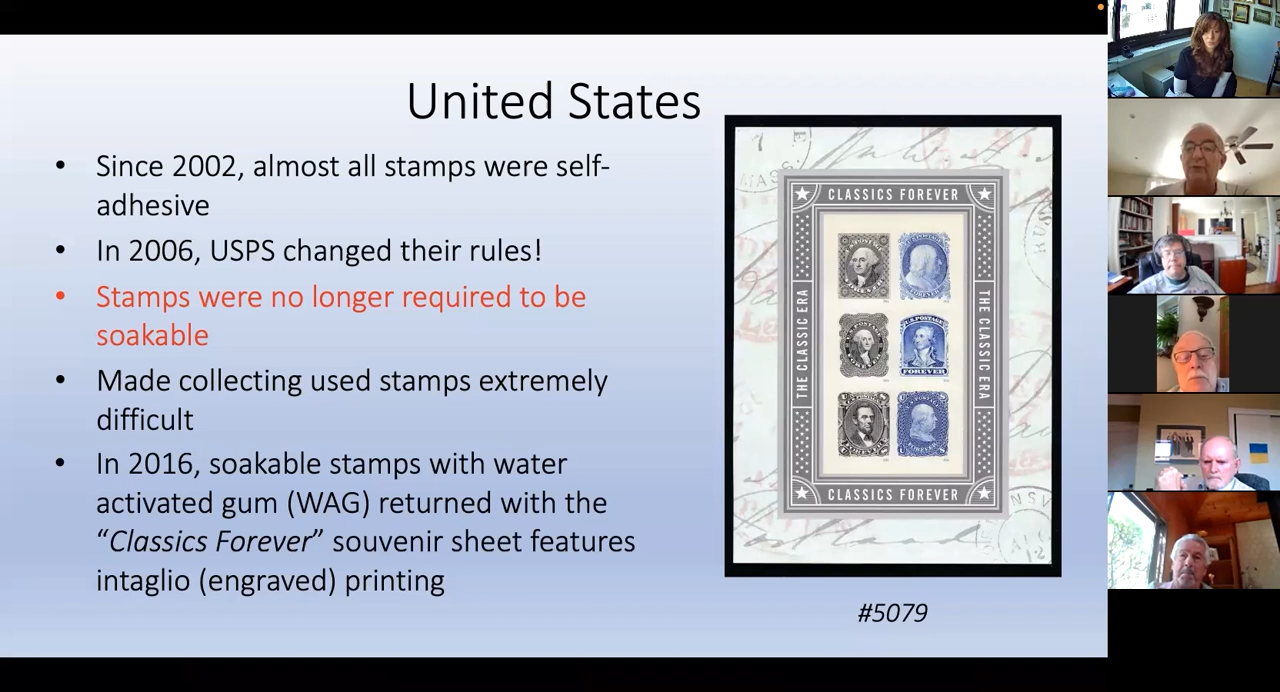 United States
• Since 2002, almost all stamps were self-
adhesive
• In 2006, USPS changed their rules!
• Stamps were no longer required to be
soakable
• Made collecting used stamps extremely
difficult
• In 2016, soakable stamps with water
activated gum (WAG) returned with the
“Classics Forever” souvenir sheet features
intaglio (engraved) printing
CLASSICS FOREVER
THE CLASSIC ERA
THE CLASSIC ERA
U.S. POSTAGE
FOREVER
CLASSICS FOREVER
#5079